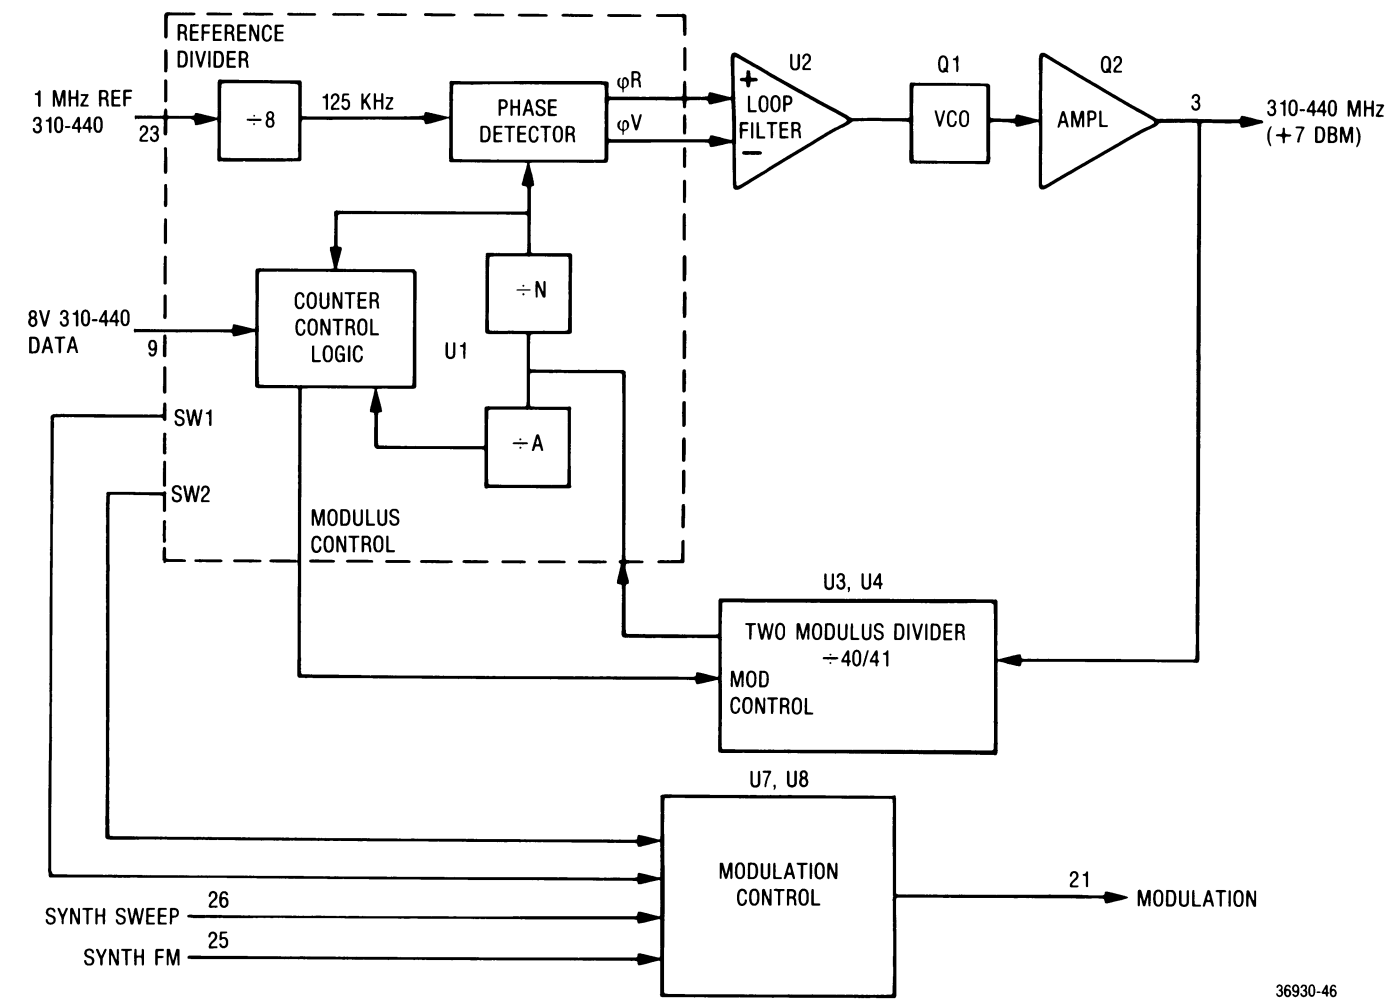 REFERENCE
DIVIDER
1 MHz REF
310-440
23
÷8
125 KHz
PHASE
DETECTOR
φR
φV
U2
+
LOOP
FILTER
−
Q1
VCO
Q2
AMPL
3
310-440 MHz
(+7 DBM)
8V 310-440
DATA
9
COUNTER
CONTROL
LOGIC
U1
÷N
÷A
SW1
SW2
MODULUS
CONTROL
U3, U4
TWO MODULUS DIVIDER
÷40/41
MOD
CONTROL
U7, U8
MODULATION
CONTROL
21
MODULATION
SYNTH SWEEP
26
SYNTH FM
25
36930-46